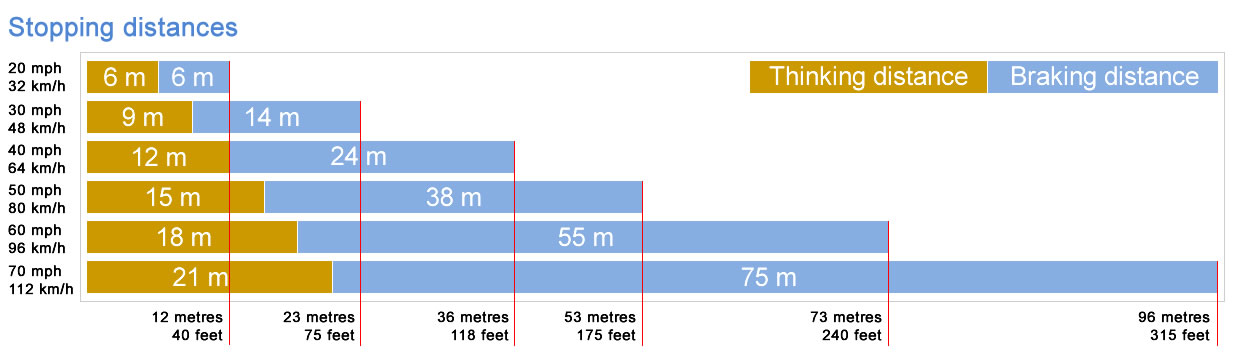 Stopping distances
20 mph
32 km/h
6 m 6 m
Thinking distance Braking distance
30 mph
48 km/h
9 m 14 m
40 mph
64 km/h
12 m 24 m
50 mph
80 km/h
15 m 38 m
60 mph
96 km/h
18 m 55 m
70 mph
112 km/h
21 m 75 m
12 metres 23 metres 36 metres 53 metres 73 metres 96 metres
40 feet 75 feet 118 feet 175 feet 240 feet 315 feet